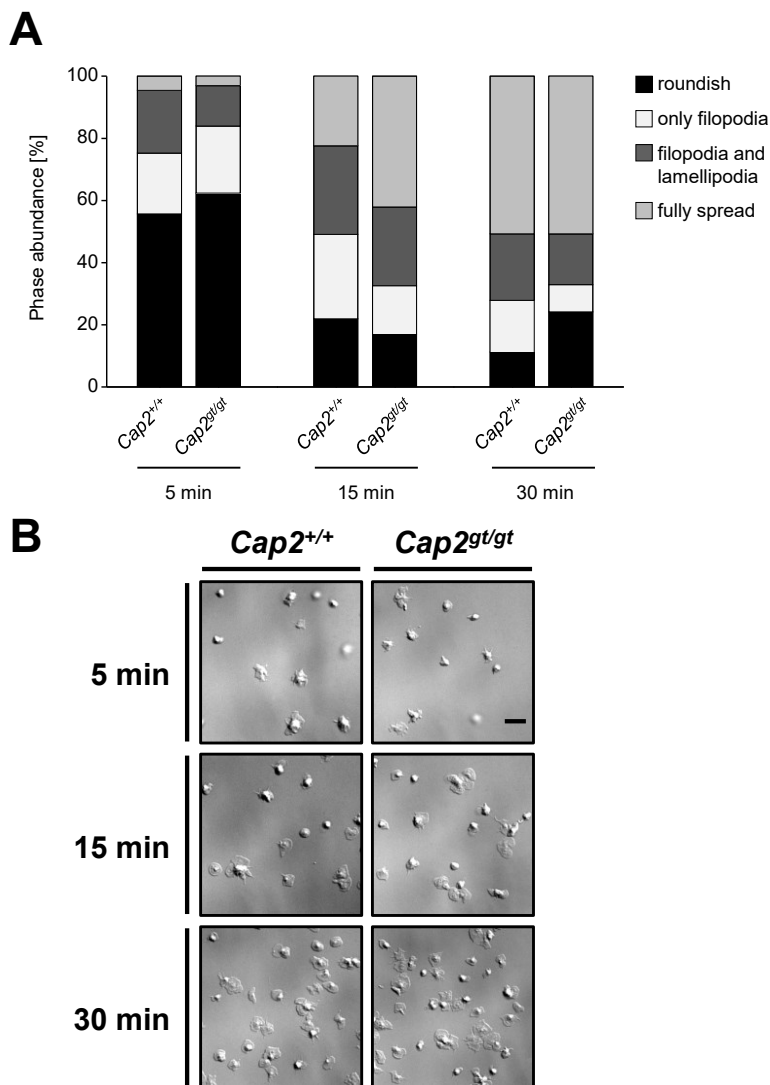 A
Phase abundance [%]
100
80
60
40
20
0
roundish
only filopodia
filopodia and
lamellipodia
fully spread
Cap2+/+
Cap2gt/gt
Cap2+/+
Cap2gt/gt
Cap2+/+
Cap2gt/gt
5 min
15 min
30 min
B
Cap2+/+
Cap2gt/gt
5 min
15 min
30 min